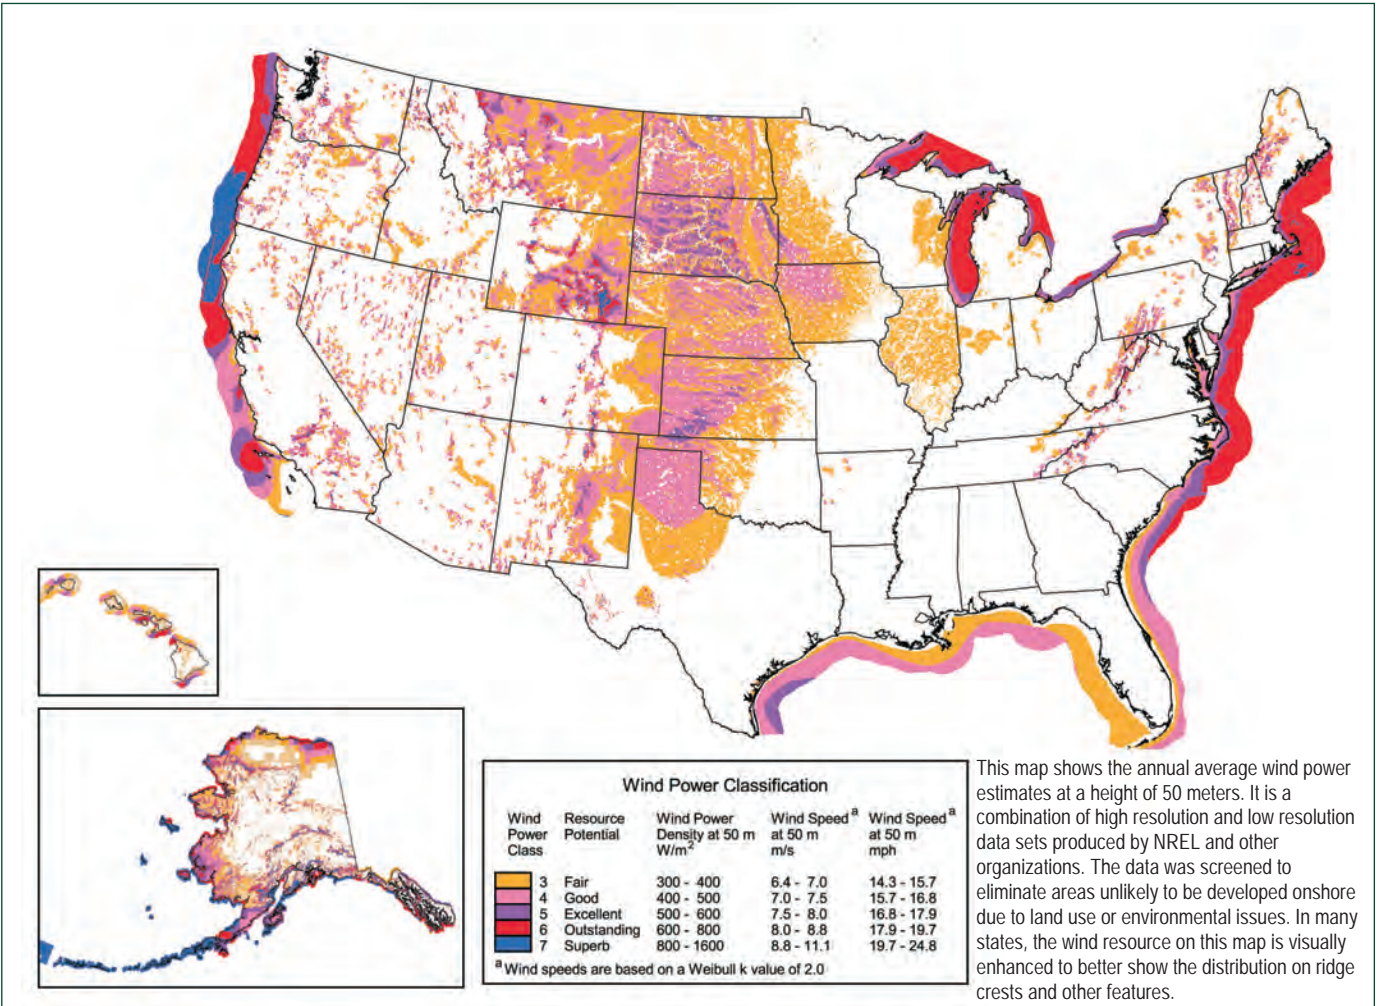 Wind Power Classification
Wind Power Class Resource Potential Wind Power Density at 50 m W/m² Wind Speed a at 50 m m/s Wind Speed a at 50 m mph
3 Fair 300 - 400 6.4 - 7.0 14.3 - 15.7
4 Good 400 - 500 7.0 - 7.5 15.7 - 16.8
5 Excellent 500 - 600 7.5 - 8.0 16.8 - 17.9
6 Outstanding 600 - 800 8.0 - 8.8 17.9 - 19.7
7 Superb 800 - 1600 8.8 - 11.1 19.7 - 24.8
a Wind speeds are based on a Weibull k value of 2.0
This map shows the annual average wind power
estimates at a height of 50 meters. It is a
combination of high resolution and low resolution
data sets produced by NREL and other
organizations. The data was screened to
eliminate areas unlikely to be developed onshore
due to land use or environmental issues. In many
states, the wind resource on this map is visually
enhanced to better show the distribution on ridge
crests and other features.